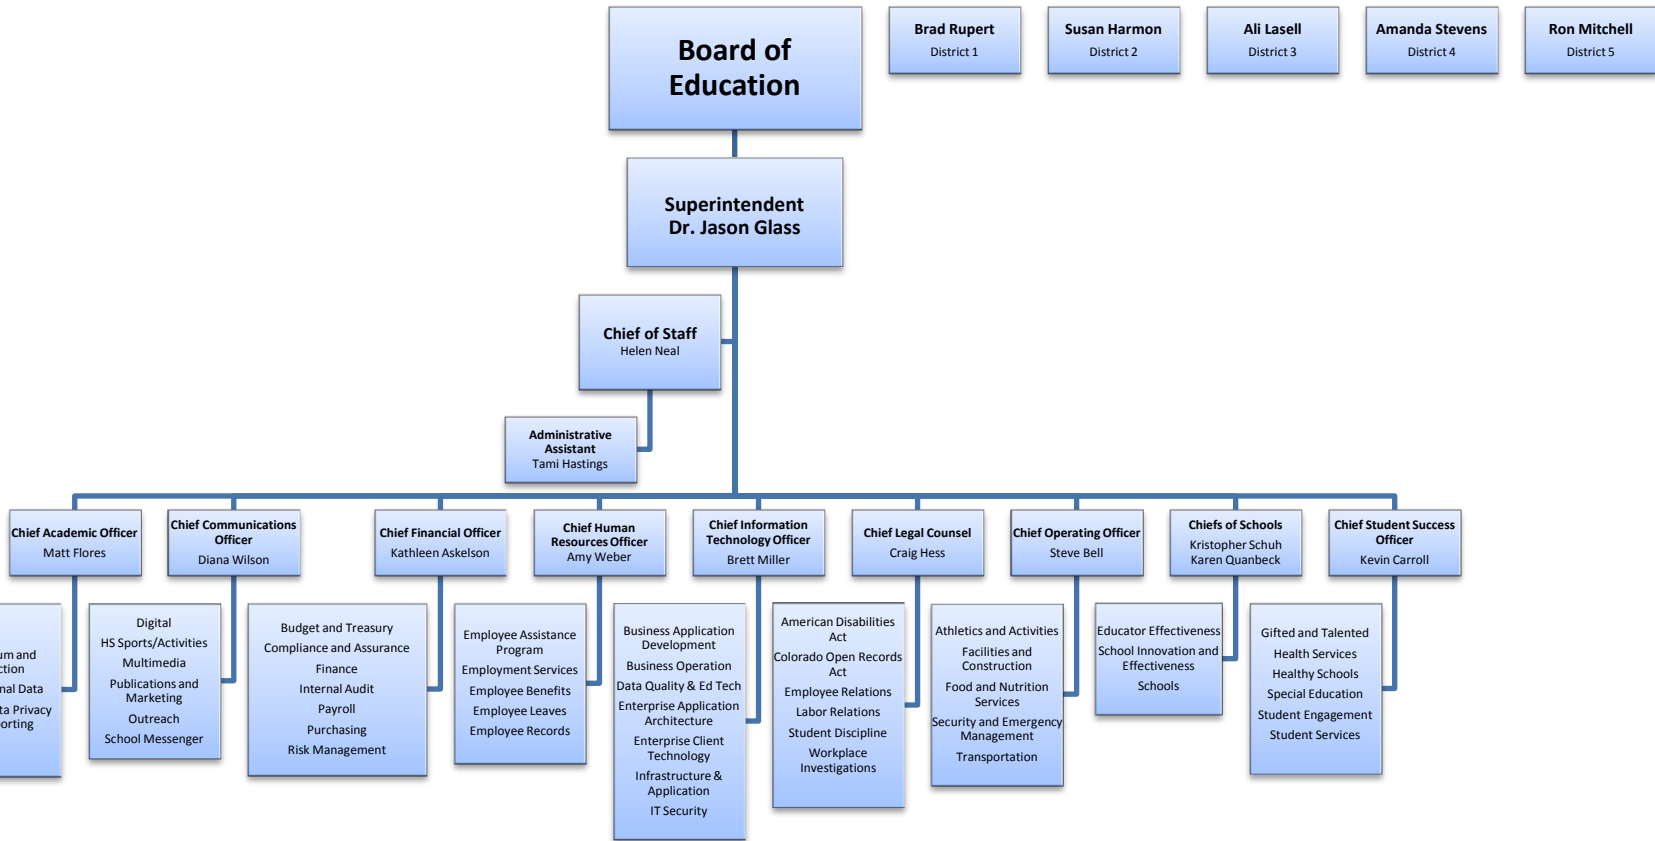 Board of
Education
Brad Rupert
District 1
Susan Harmon
District 2
Ali Lasell
District 3
Amanda Stevens
District 4
Ron Mitchell
District 5
Superintendent
Dr. Jason Glass
Chief of Staff
Helen Neal
Administrative
Assistant
Tami Hastings
Chief Academic Officer
Matt Flores
Chief Communications
Officer
Diana Wilson
Chief Financial Officer
Kathleen Askelson
Chief Human
Resources Officer
Amy Weber
Chief Information
Technology Officer
Brett Miller
Chief Legal Counsel
Craig Hess
Chief Operating Officer
Steve Bell
Chiefs of Schools
Kristopher Schuh
Karen Quanbeck
Chief Student Success
Officer
Kevin Carroll
and
Data
Privacy
Digital
HS Sports/Activities
Multimedia
Publications and
Marketing
Outreach
School Messenger
Budget and Treasury
Compliance and Assurance
Finance
Internal Audit
Payroll
Purchasing
Risk Management
Employee Assistance
Program
Employment Services
Employee Benefits
Employee Leaves
Employee Records
Business Application
Development
Business Operation
Data Quality & Ed Tech
Enterprise Application
Architecture
Enterprise Client
Technology
Infrastructure &
Application
IT Security
American Disabilities
Act
Colorado Open Records
Act
Employee Relations
Labor Relations
Student Discipline
Workplace
Investigations
Athletics and Activities
Facilities and
Construction
Food and Nutrition
Services
Security and Emergency
Management
Transportation
Educator Effectiveness
School Innovation and
Effectiveness
Schools
Gifted and Talented
Health Services
Healthy Schools
Special Education
Student Engagement
Student Services